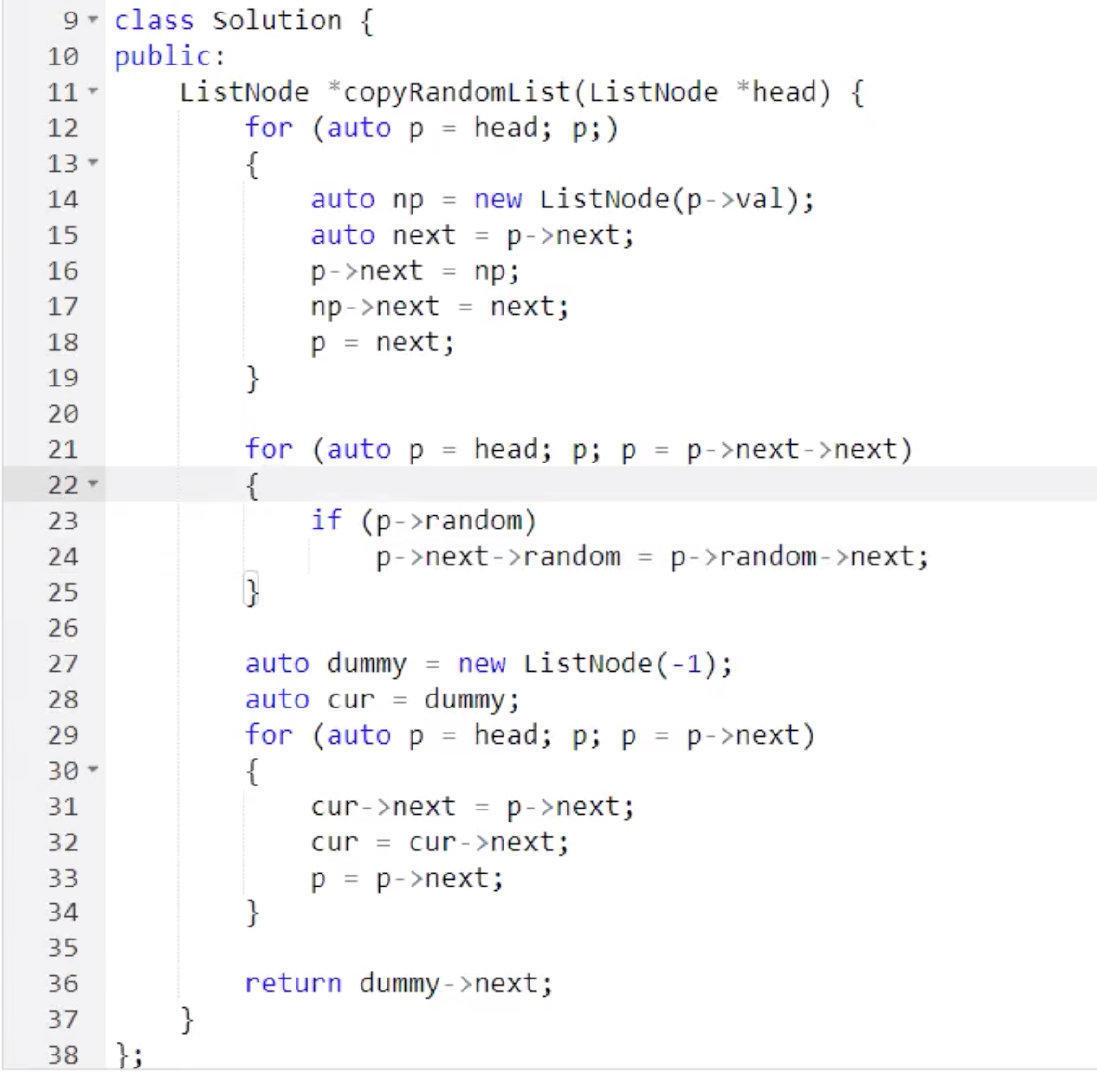 9 class Solution {
10 public:
11     ListNode *copyRandomList(ListNode *head) {
12         for (auto p = head; p;)
13         {
14             auto np = new ListNode(p->val);
15             auto next = p->next;
16             p->next = np;
17             np->next = next;
18             p = next;
19         }
20
21         for (auto p = head; p; p = p->next->next)
22         {
23             if (p->random)
24                 p->next->random = p->random->next;
25         }
26
27         auto dummy = new ListNode(-1);
28         auto cur = dummy;
29         for (auto p = head; p; p = p->next)
30         {
31             cur->next = p->next;
32             cur = cur->next;
33             p = p->next;
34         }
35
36         return dummy->next;
37     }
38 };